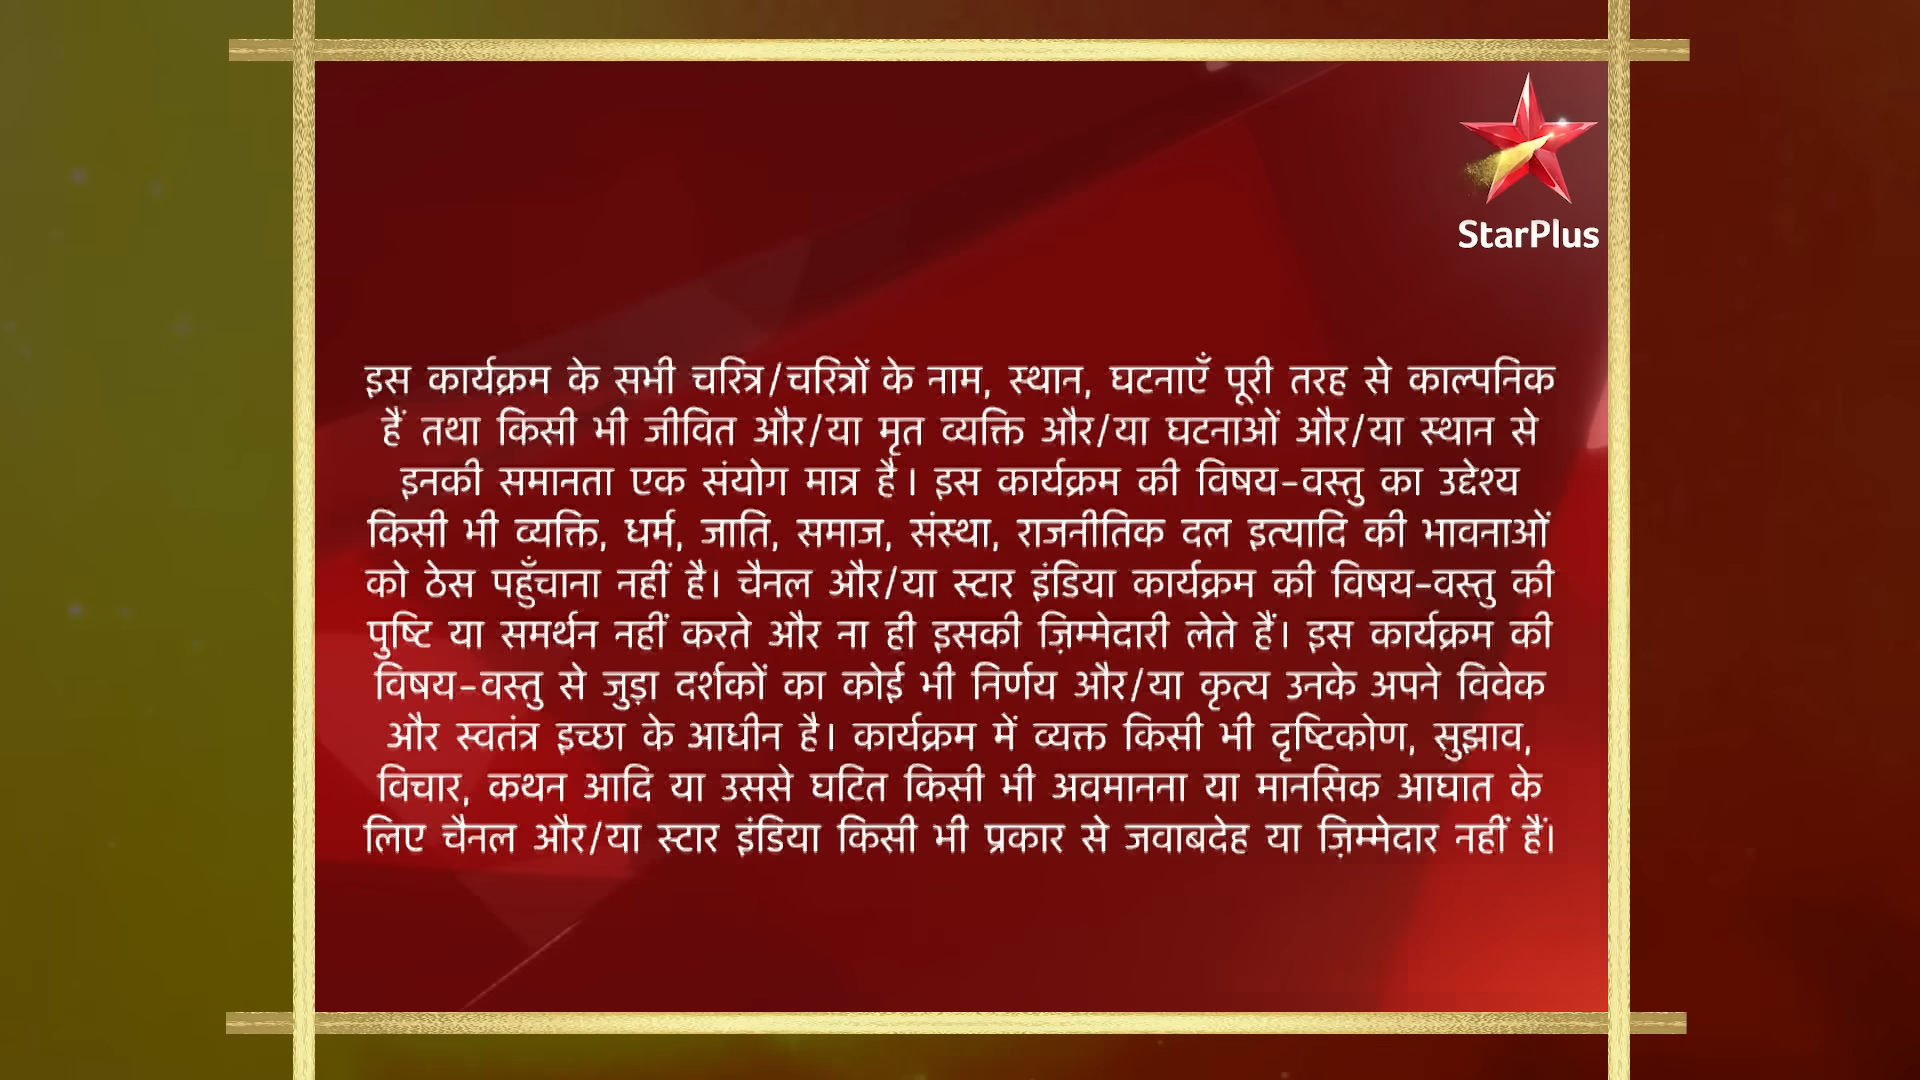 StarPlus
इस कार्यक्रम के सभी चरित्र/चरित्रों के नाम, स्थान, घटनाएँ पूरी तरह से काल्पनिक
हैं तथा किसी भी जीवित और/या मृत व्यक्ति और/या घटनाओं और/या स्थान से
इनकी समानता एक संयोग मात्र है। इस कार्यक्रम की विषय-वस्तु का उद्देश्य
किसी भी व्यक्ति, धर्म, जाति, समाज, संस्था, राजनीतिक दल इत्यादि की भावनाओं
को ठेस पहुँचाना नहीं है। चैनल और/या स्टार इंडिया कार्यक्रम की विषय-वस्तु की
पुष्टि या समर्थन नहीं करते और ना ही इसकी ज़िम्मेदारी लेते हैं। इस कार्यक्रम की
विषय-वस्तु से जुड़ा दर्शकों का कोई भी निर्णय और/या कृत्य उनके अपने विवेक
और स्वतंत्र इच्छा के आधीन है। कार्यक्रम में व्यक्त किसी भी दृष्टिकोण, सुझाव,
विचार, कथन आदि या उससे घटित किसी भी अवमानना या मानसिक आघात के
लिए चैनल और/या स्टार इंडिया किसी भी प्रकार से जवाबदेह या ज़िम्मेदार नहीं हैं।